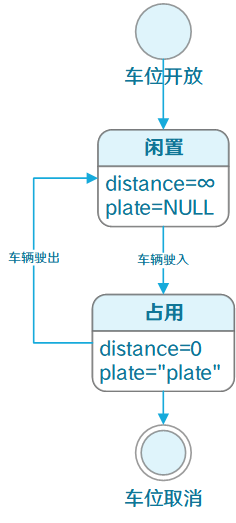 车位开放
闲置
distance=∞
plate=NULL
车辆驶出
车辆驶入
占用
distance=0
plate="plate"
车位取消